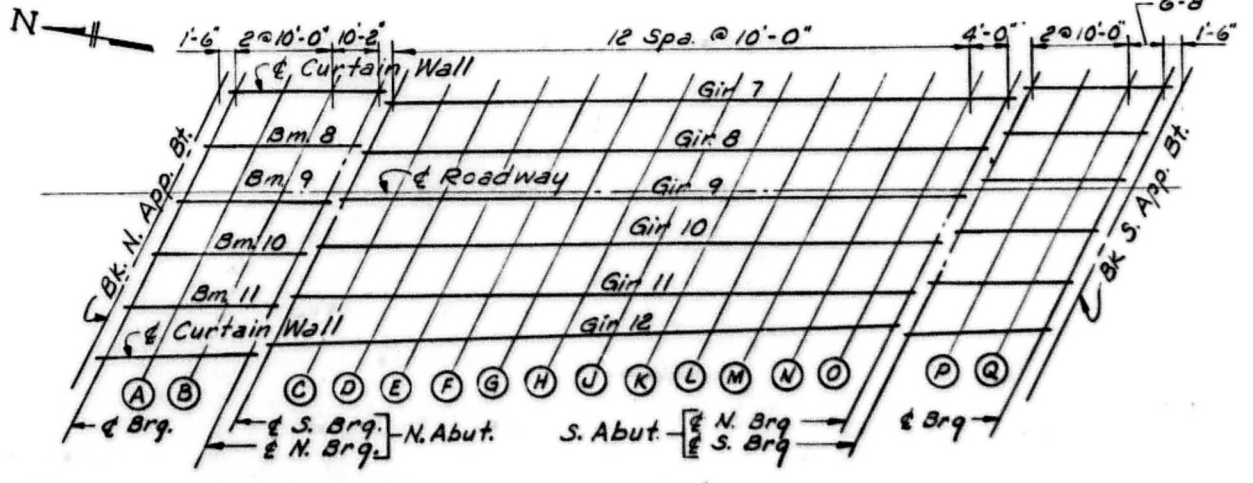 N
1'-6" 2@10'-0" 10'-2" 12 Spa. @ 10'-0" 4'-0" 2@10'-0" 6'-8" 1'-6"
℄ Curtain Wall
Gir. 7
Bm. 8
Gir. 8
Bm. 9
℄ Roadway
Gir. 9
Bm. 10
Gir. 10
Bm. 11
Gir. 11
℄ Curtain Wall
Gir. 12
Bk. N. App. Bt.
Bk S. App. Bt.
A B C D E F G H J K L M N O P Q
℄ Brg.
℄ S. Brg.
℄ N. Brg.
N. Abut.
S. Abut.
℄ N. Brg
℄ S. Brg
℄ Brg